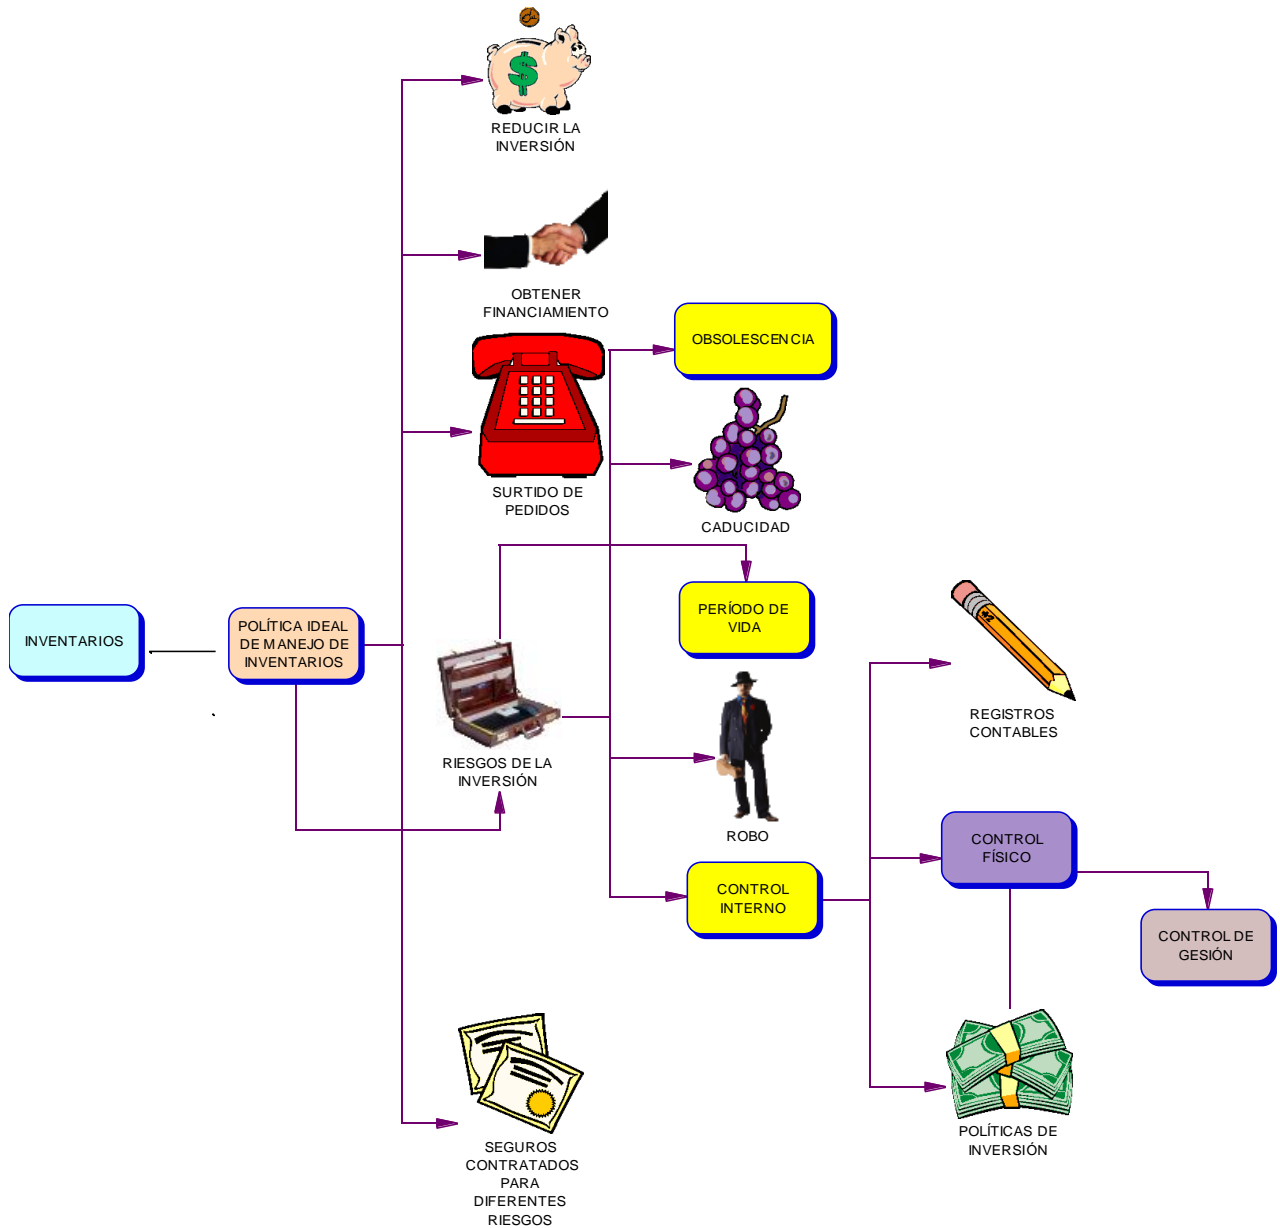 REDUCIR LA
INVERSIÓN
OBTENER
FINANCIAMIENTO
OBSOLESCENCIA
SURTIDO DE
PEDIDOS
CADUCIDAD
INVENTARIOS
POLÍTICA IDEAL
DE MANEJO DE
INVENTARIOS
PERÍODO DE
VIDA
RIESGOS DE LA
INVERSIÓN
REGISTROS
CONTABLES
ROBO
CONTROL
FÍSICO
CONTROL
INTERNO
CONTROL DE
GESIÓN
SEGUROS
CONTRATADOS
PARA
DIFERENTES
RIESGOS
POLÍTICAS DE
INVERSIÓN